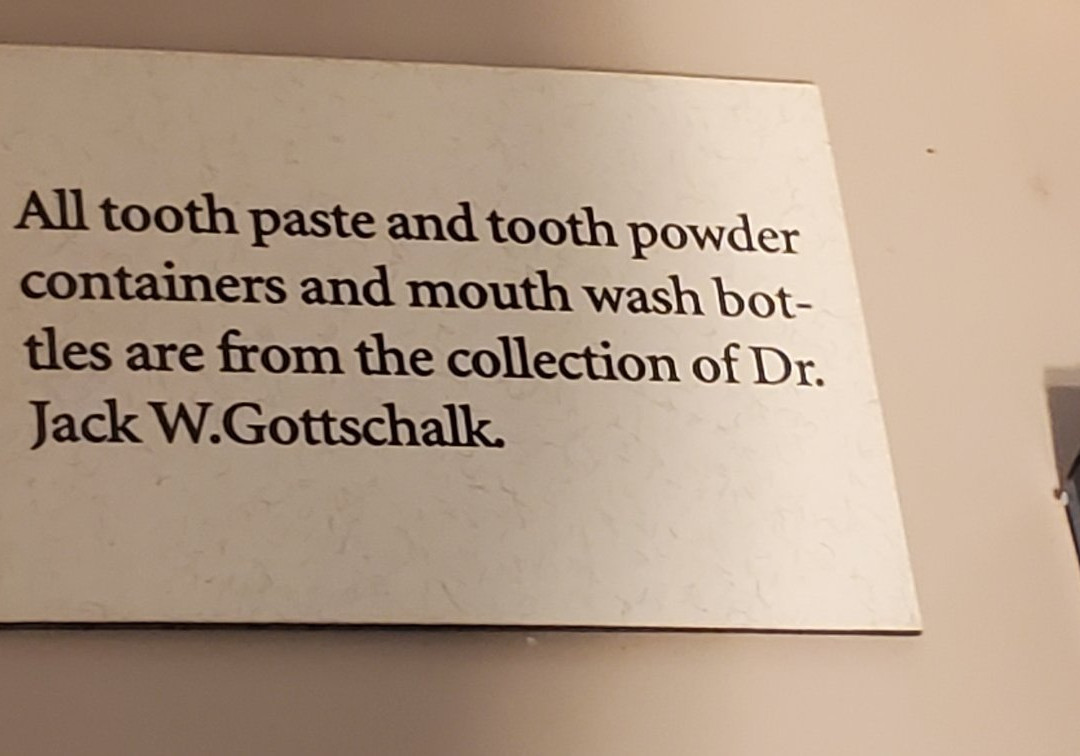 All tooth paste and tooth powder
containers and mouth wash bot-
tles are from the collection of Dr.
Jack W.Gottschalk.